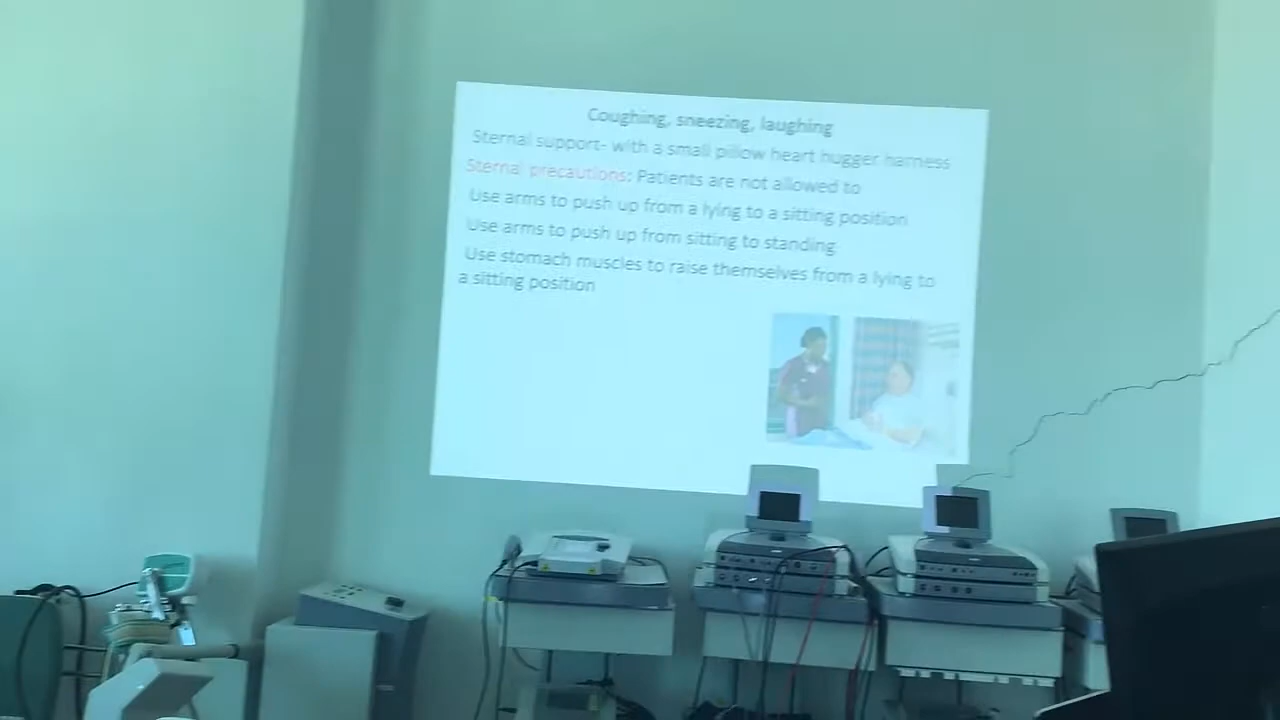 Coughing, sneezing, laughing
Sternal support- with a small pillow heart hugger harness
Sternal precautions: Patients are not allowed to
Use arms to push up from a lying to a sitting position
Use arms to push up from sitting to standing
Use stomach muscles to raise themselves from a lying to
a sitting position